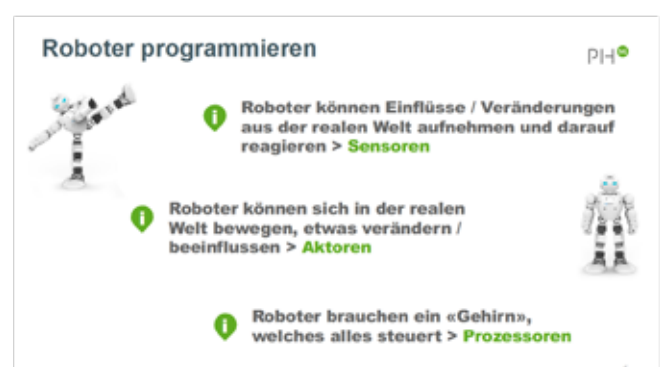 Roboter programmieren
PH
Roboter können Einflüsse / Veränderungen
aus der realen Welt aufnehmen und darauf
reagieren > Sensoren
Roboter können sich in der realen
Welt bewegen, etwas verändern /
beeinflussen > Aktoren
Roboter brauchen ein «Gehirn»,
welches alles steuert > Prozessoren